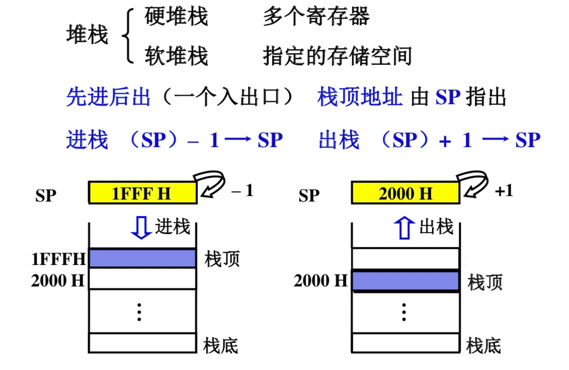 堆栈
硬堆栈 多个寄存器
软堆栈 指定的存储空间
先进后出（一个入出口） 栈顶地址 由 SP 指出
进栐 （SP）– 1 → SP 出栈 （SP）+ 1 → SP
SP 1FFF H – 1 SP 2000 H +1
进栈 出栈
1FFFH 栈顶
2000 H 2000 H 栈顶
⋮ ⋮
栈底 栈底